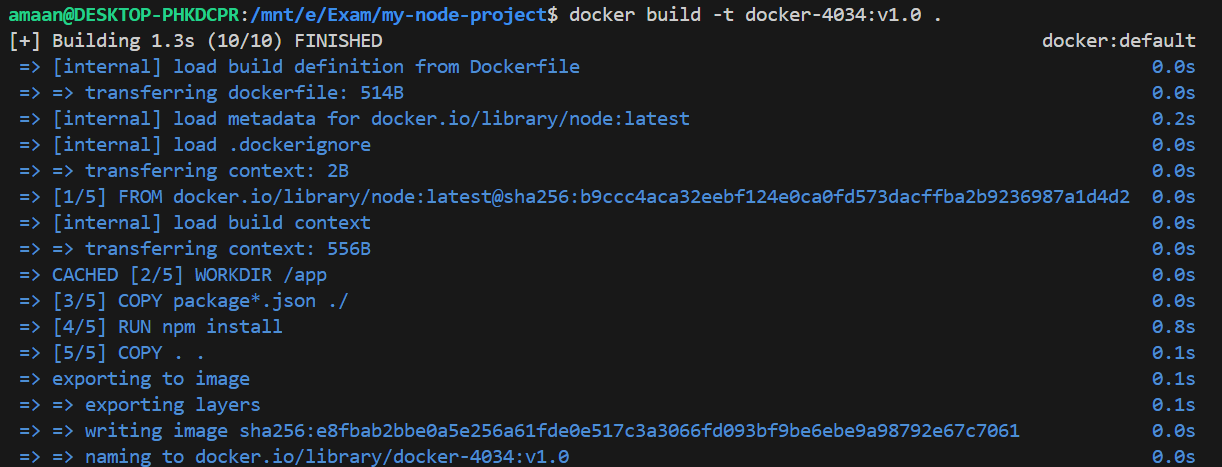 amaan@DESKTOP-PHKDCPR:/mnt/e/Exam/my-node-project$ docker build -t docker-4034:v1.0 .
[+] Building 1.3s (10/10) FINISHED docker:default
=> [internal] load build definition from Dockerfile 0.0s
=> => transferring dockerfile: 514B 0.0s
=> [internal] load metadata for docker.io/library/node:latest 0.2s
=> [internal] load .dockerignore 0.0s
=> => transferring context: 2B 0.0s
=> [1/5] FROM docker.io/library/node:latest@sha256:b9ccc4aca32eebf124e0ca0fd573dacffba2b9236987a1d4d2 0.0s
=> [internal] load build context 0.0s
=> => transferring context: 556B 0.0s
=> CACHED [2/5] WORKDIR /app 0.0s
=> [3/5] COPY package*.json ./ 0.0s
=> [4/5] RUN npm install 0.8s
=> [5/5] COPY . . 0.1s
=> exporting to image 0.1s
=> => exporting layers 0.1s
=> => writing image sha256:e8fbab2bbe0a5e256a61fde0e517c3a3066fd093bf9be6ebe9a98792e67c7061 0.0s
=> => naming to docker.io/library/docker-4034:v1.0 0.0s